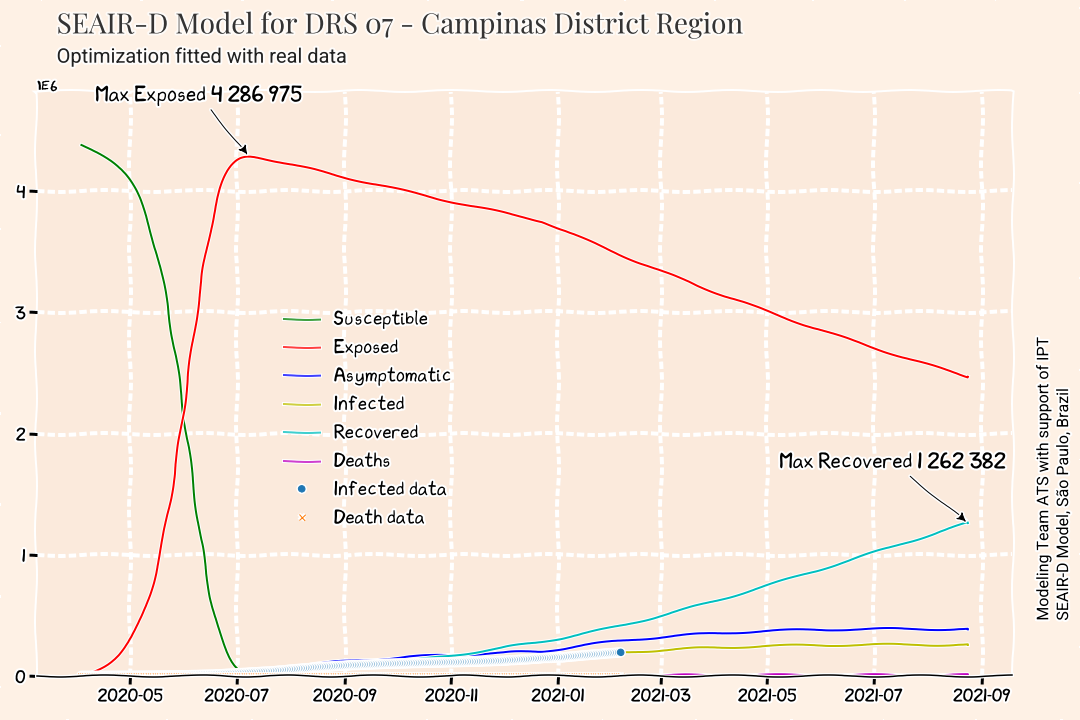 SEAIR-D Model for DRS 07 - Campinas District Region
Optimization fitted with real data
1E6
Max Exposed 4 286 975
4
3
2
1
0
Susceptible
Exposed
Asymptomatic
Infected
Recovered
Deaths
Infected data
Death data
Max Recovered 1 262 382
2020-05
2020-07
2020-09
2020-11
2021-01
2021-03
2021-05
2021-07
2021-09
Modeling Team ATS with support of IPT
SEAIR-D Model, São Paulo, Brazil